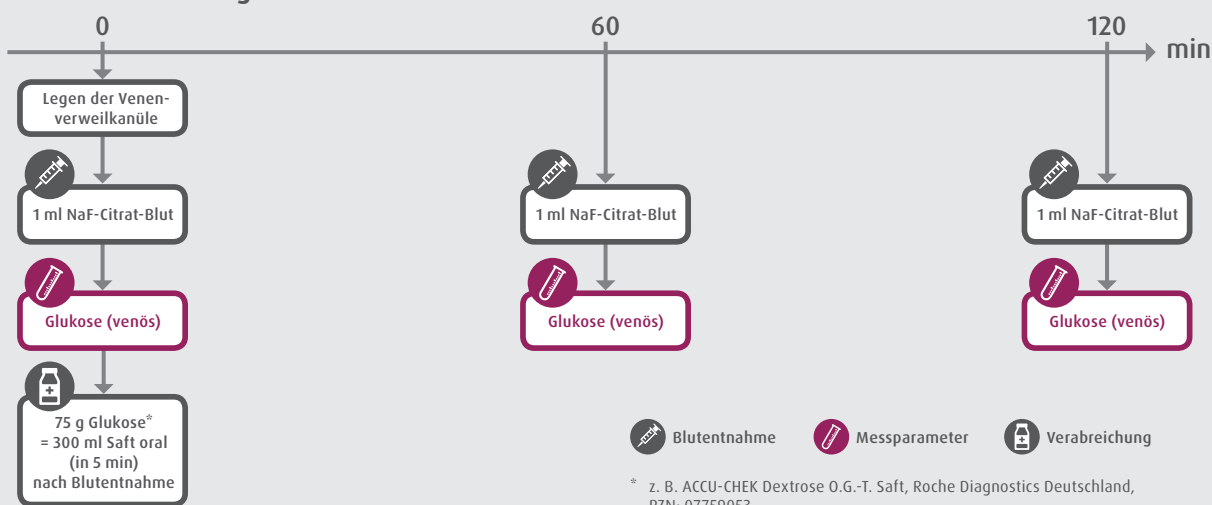 0
60
120
min
Legen der Venen-
verweilkanüle
1 ml NaF-Citrat-Blut
1 ml NaF-Citrat-Blut
1 ml NaF-Citrat-Blut
Glukose (venös)
Glukose (venös)
Glukose (venös)
75 g Glukose*
= 300 ml Saft oral
(in 5 min)
nach Blutentnahme
Blutentnahme
Messparameter
Verabreichung
* z. B. ACCU-CHEK Dextrose O.G.-T. Saft, Roche Diagnostics Deutschland,
PZN: 07759053